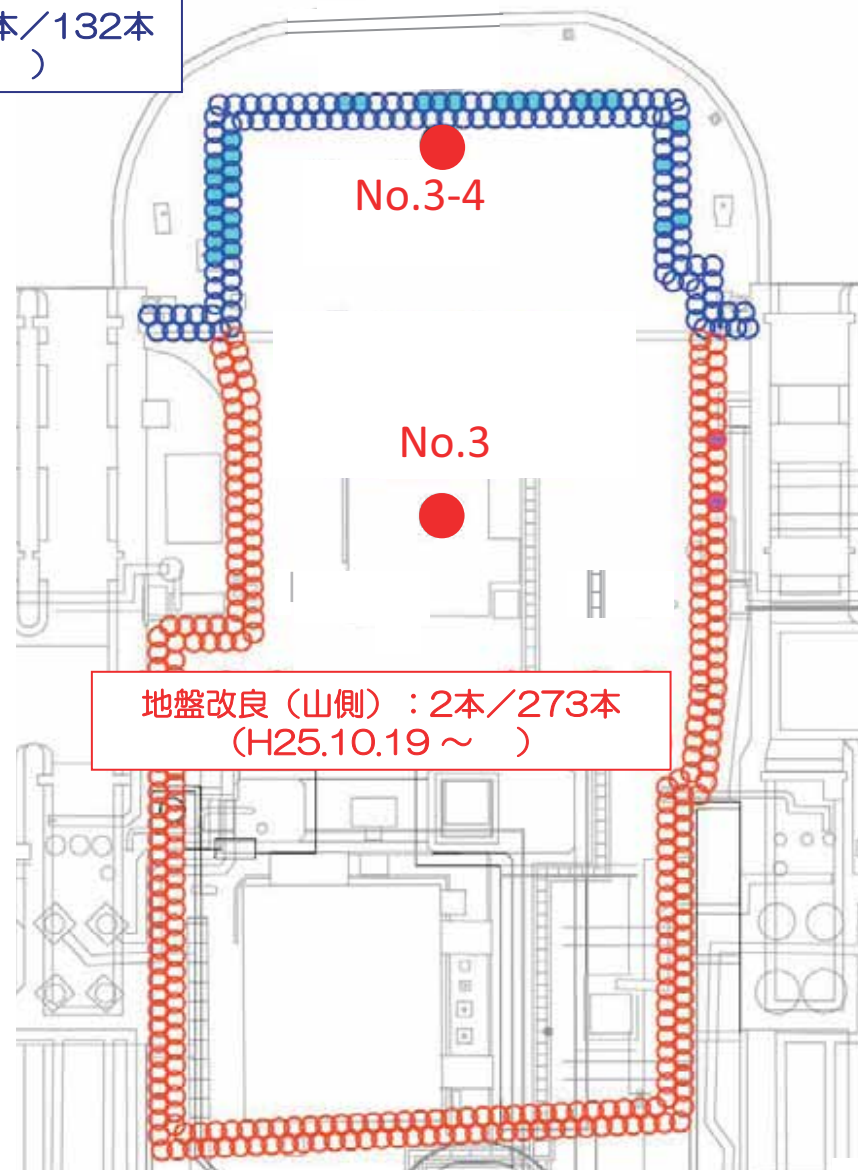 本／132本
）
No.3-4
No.3
地盤改良（山側）：2本／273本
（H25.10.19 ～　）